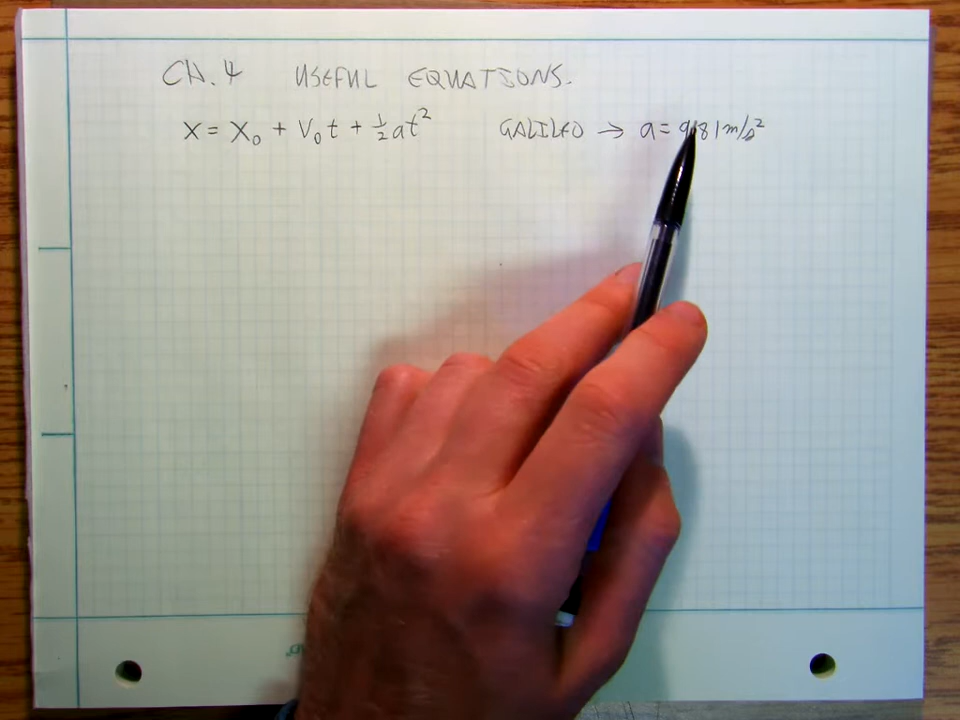 CH. 4 USEFUL EQUATIONS.
x = x₀ + v₀t + ½at² GALILEO → a = 9.81 m/s²